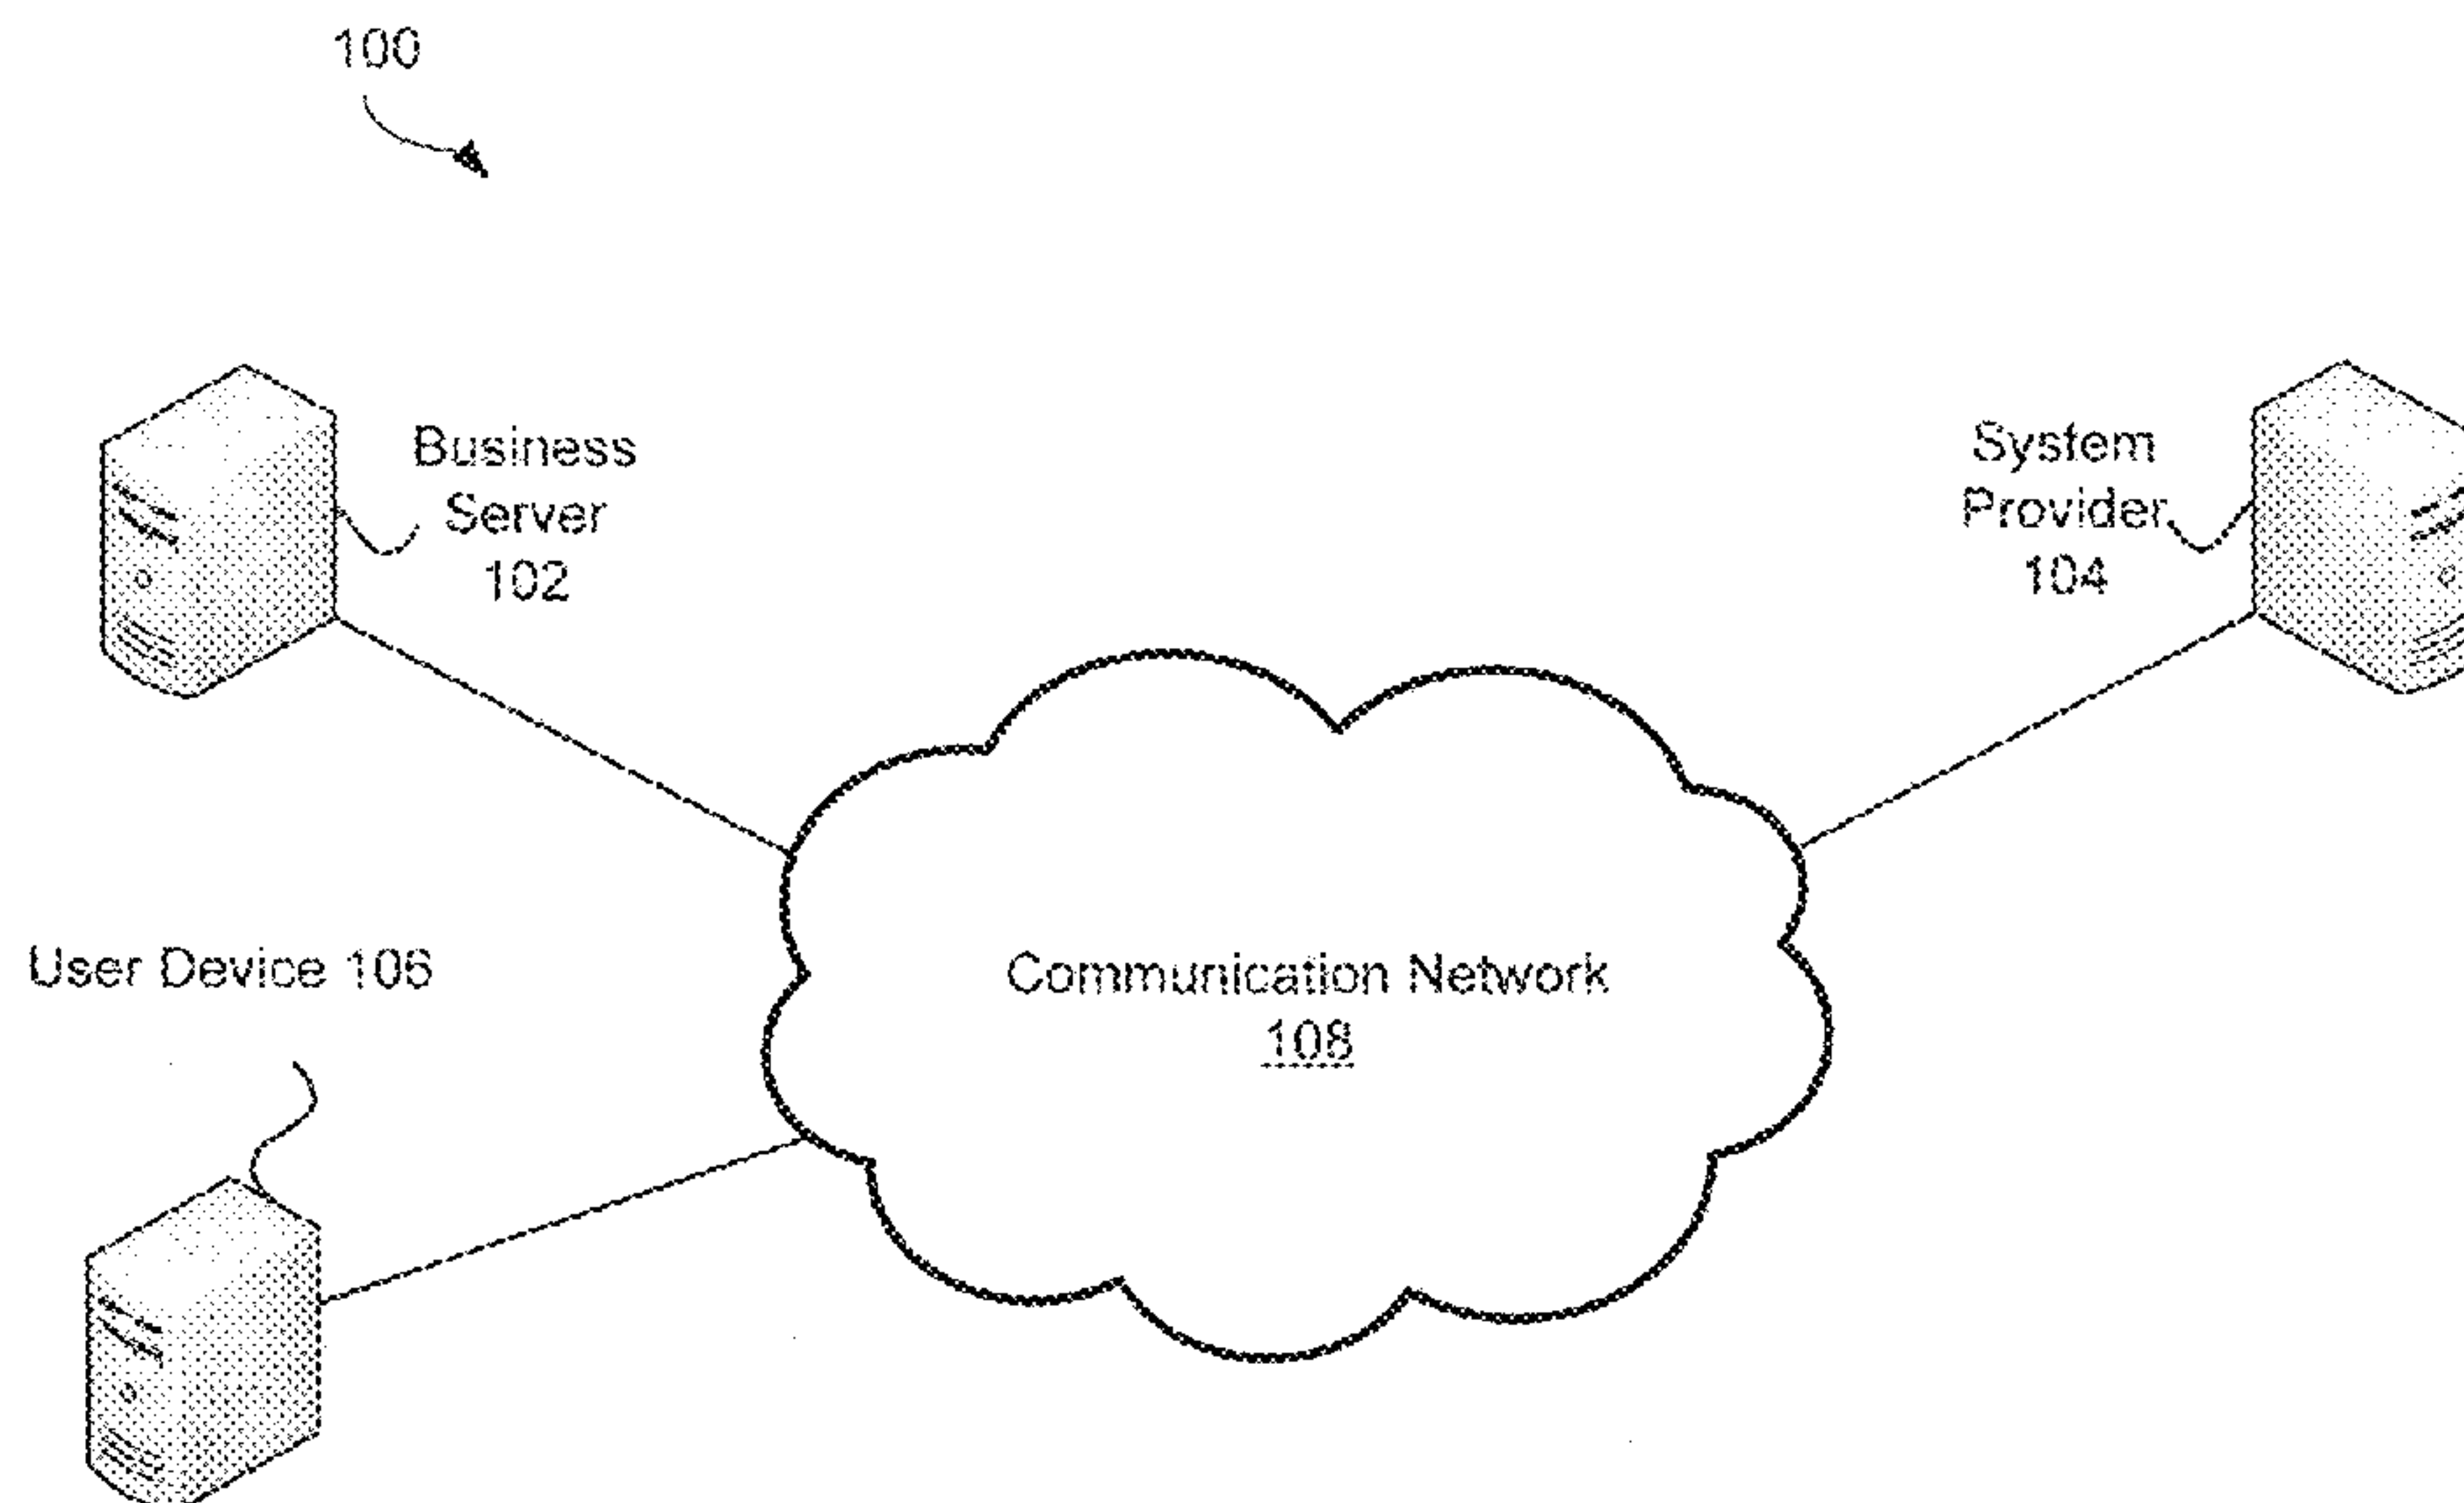 100
Business
Server
102
System
Provider
104
User Device 106
Communication Network
108